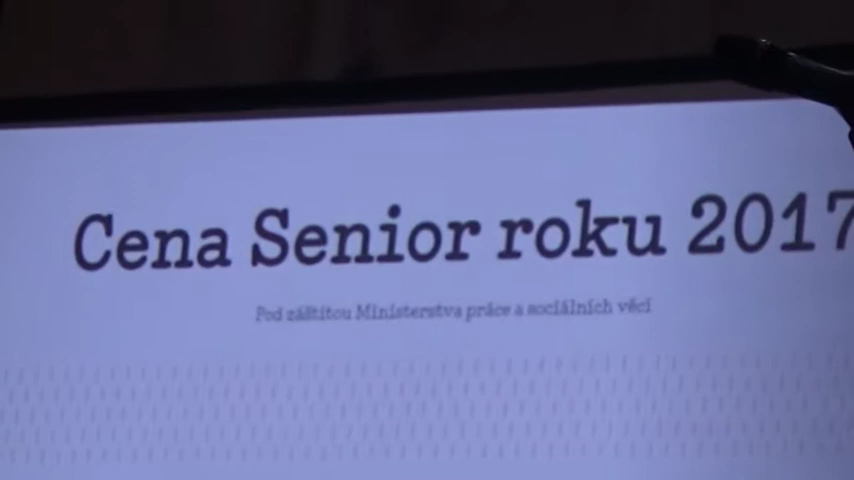 Cena Senior roku 2017
Pod záštitou Ministerstva práce a sociálních věcí